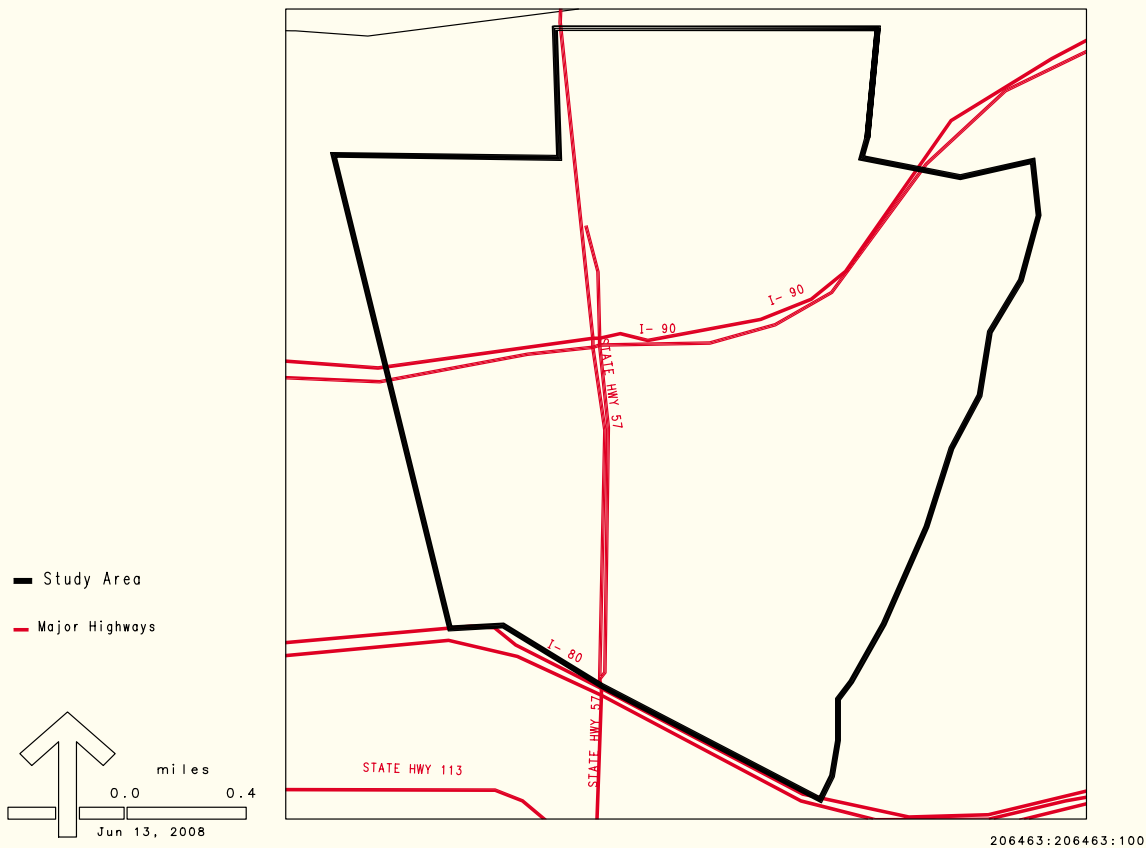 I- 90
I- 90
STATE HWY 57
Study Area
Major Highways
I- 80
STATE HWY 57
STATE HWY 113
miles
0.0 0.4
Jun 13, 2008
206463:206463:100